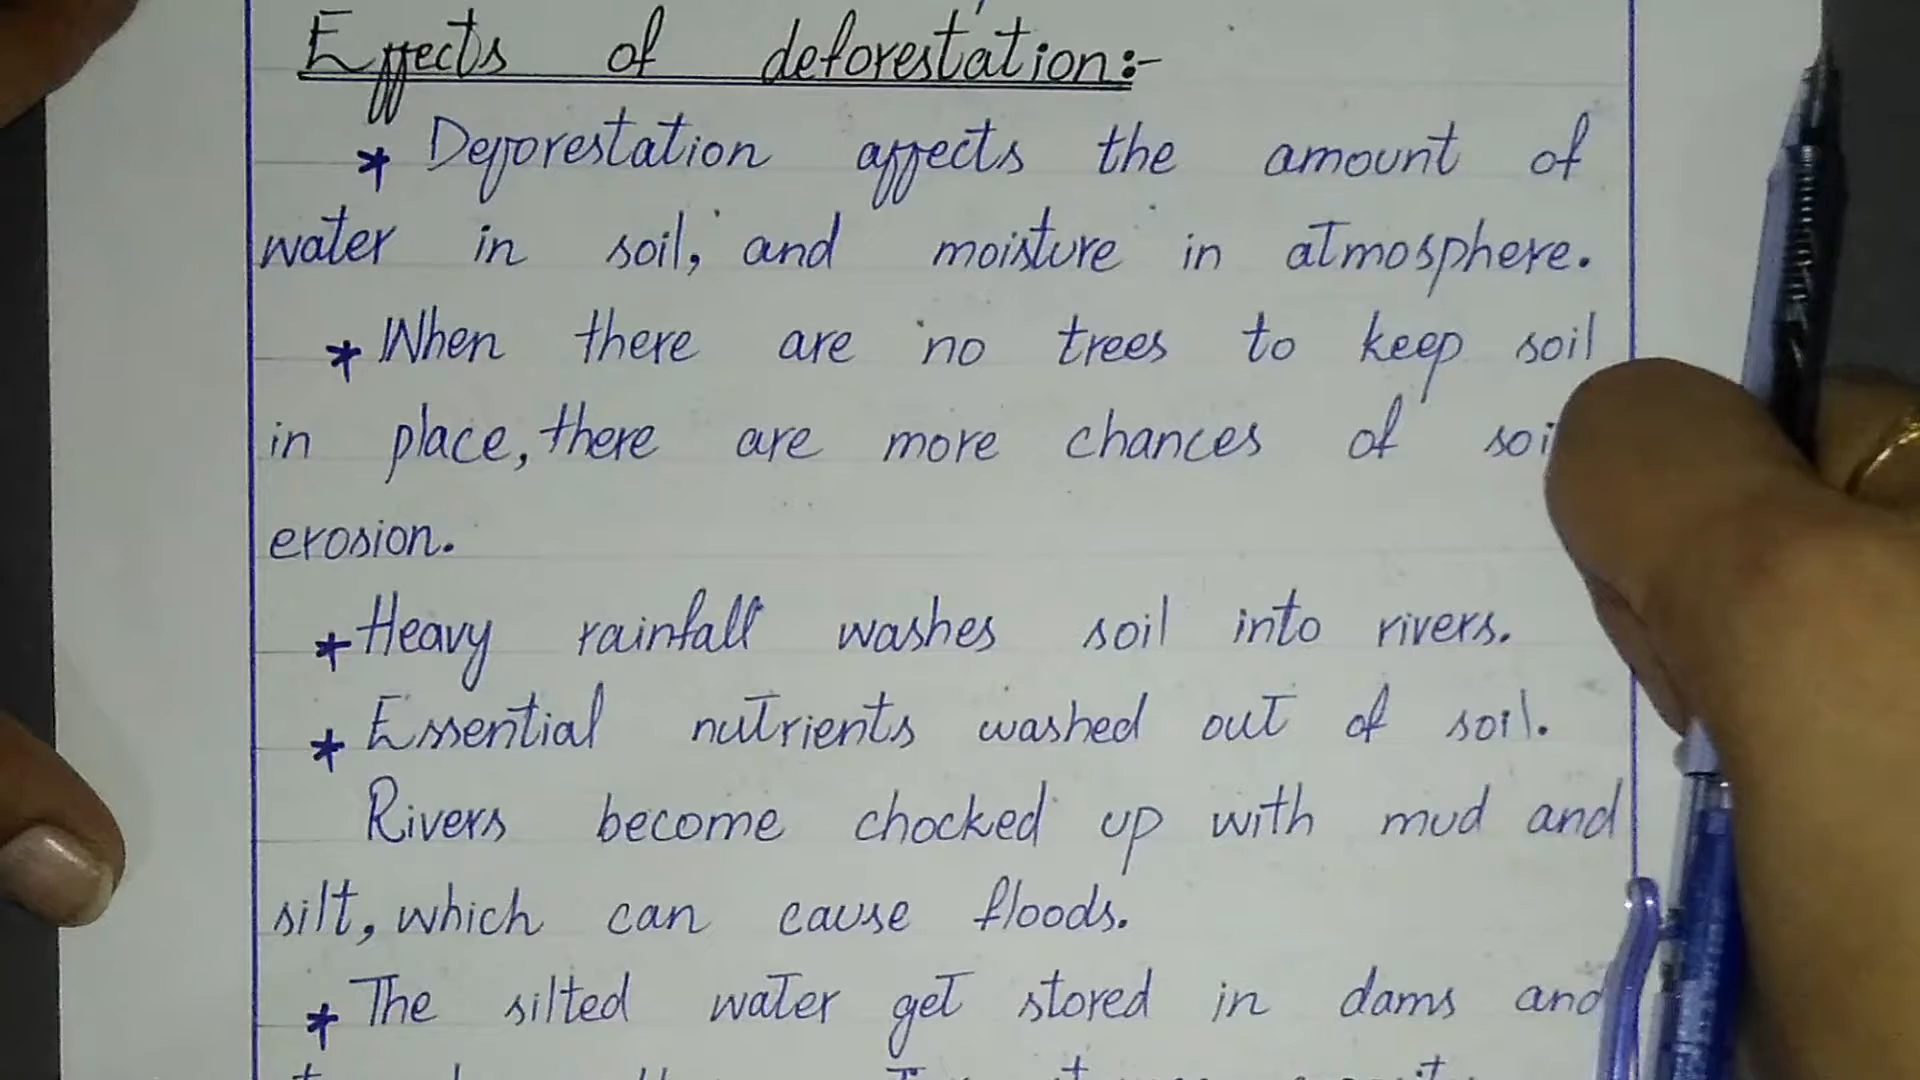 Effects of deforestation:-
* Deforestation affects the amount of
water in soil, and moisture in atmosphere.
* When there are no trees to keep soil
in place, there are more chances of soi
erosion.
* Heavy rainfall washes soil into rivers.
* Essential nutrients washed out of soil.
Rivers become chocked up with mud and
silt, which can cause floods.
* The silted water get stored in dams and